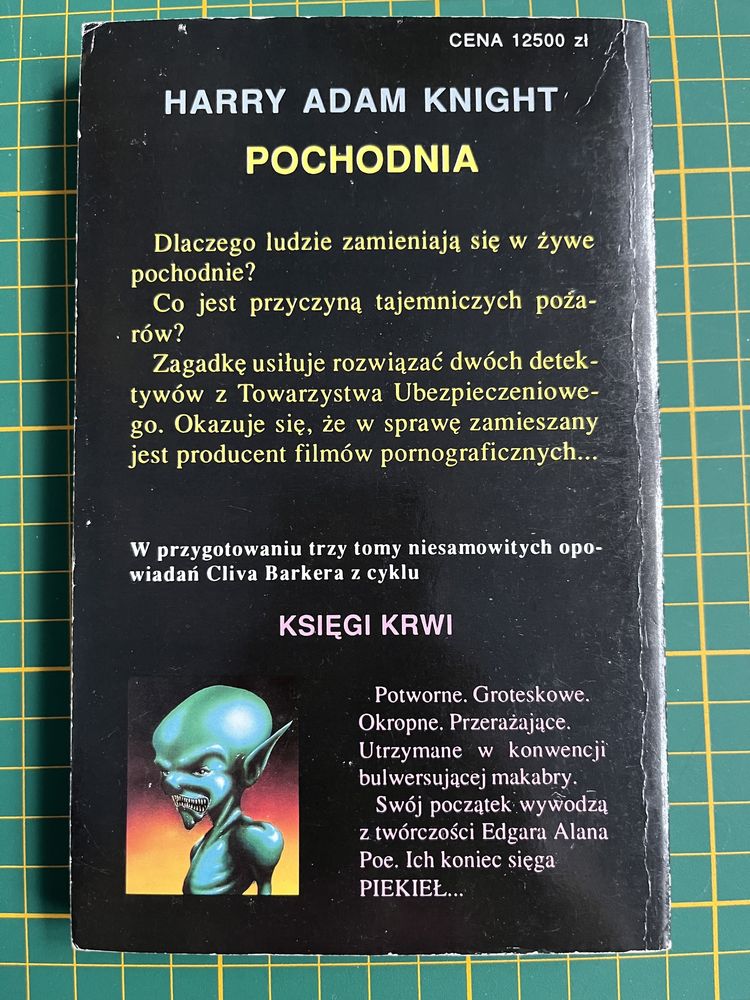 CENA 12500 zł
HARRY ADAM KNIGHT
POCHODNIA
Dlaczego ludzie zamieniają się w żywe
pochodnie?
Co jest przyczyną tajemniczych poża-
rów?
Zagadkę usiłuje rozwiązać dwóch detek-
tywów z Towarzystwa Ubezpieczeniowe-
go. Okazuje się, że w sprawę zamieszany
jest producent filmów pornograficznych...
W przygotowaniu trzy tomy niesamowitych opo-
wiadań Cliva Barkera z cyklu
KSIĘGI KRWI
Potworne. Groteskowe.
Okropne. Przerażające.
Utrzymane w konwencji
bulwersującej makabry.
Swój początek wywodzą
z twórczości Edgara Alana
Poe. Ich koniec sięga
PIEKIEŁ...